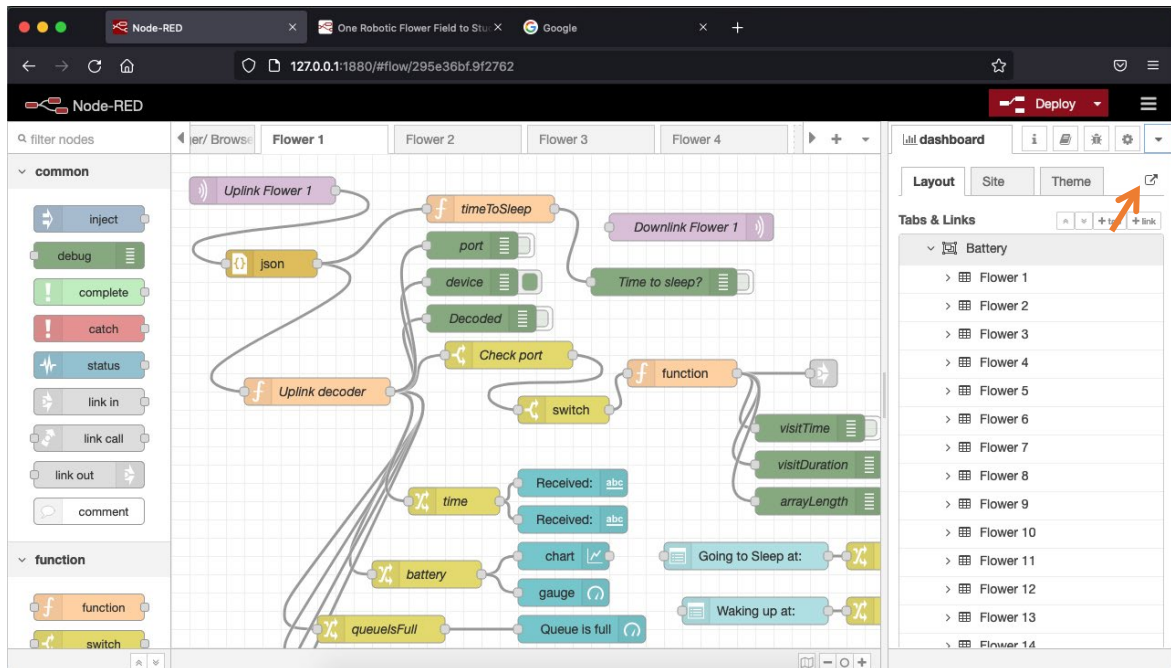 Node-RED
One Robotic Flower Field to Stu
Google
127.0.0.1:1880/#flow/295e36bf.9f2762
Node-RED
Deploy
filter nodes
er/ Browse
Flower 1
Flower 2
Flower 3
Flower 4
dashboard
common
inject
debug
complete
catch
status
link in
link call
link out
comment
function
function
switch
Uplink Flower 1
timeToSleep
Downlink Flower 1
json
port
device
Time to sleep?
Decoded
Check port
Uplink decoder
function
switch
visitTime
visitDuration
arrayLength
time
Received: abc
Received: abc
battery
chart
gauge
Going to Sleep at:
Waking up at:
queueIsFull
Queue is full
Layout
Site
Theme
Tabs & Links
link
Battery
Flower 1
Flower 2
Flower 3
Flower 4
Flower 5
Flower 6
Flower 7
Flower 8
Flower 9
Flower 10
Flower 11
Flower 12
Flower 13
Flower 14